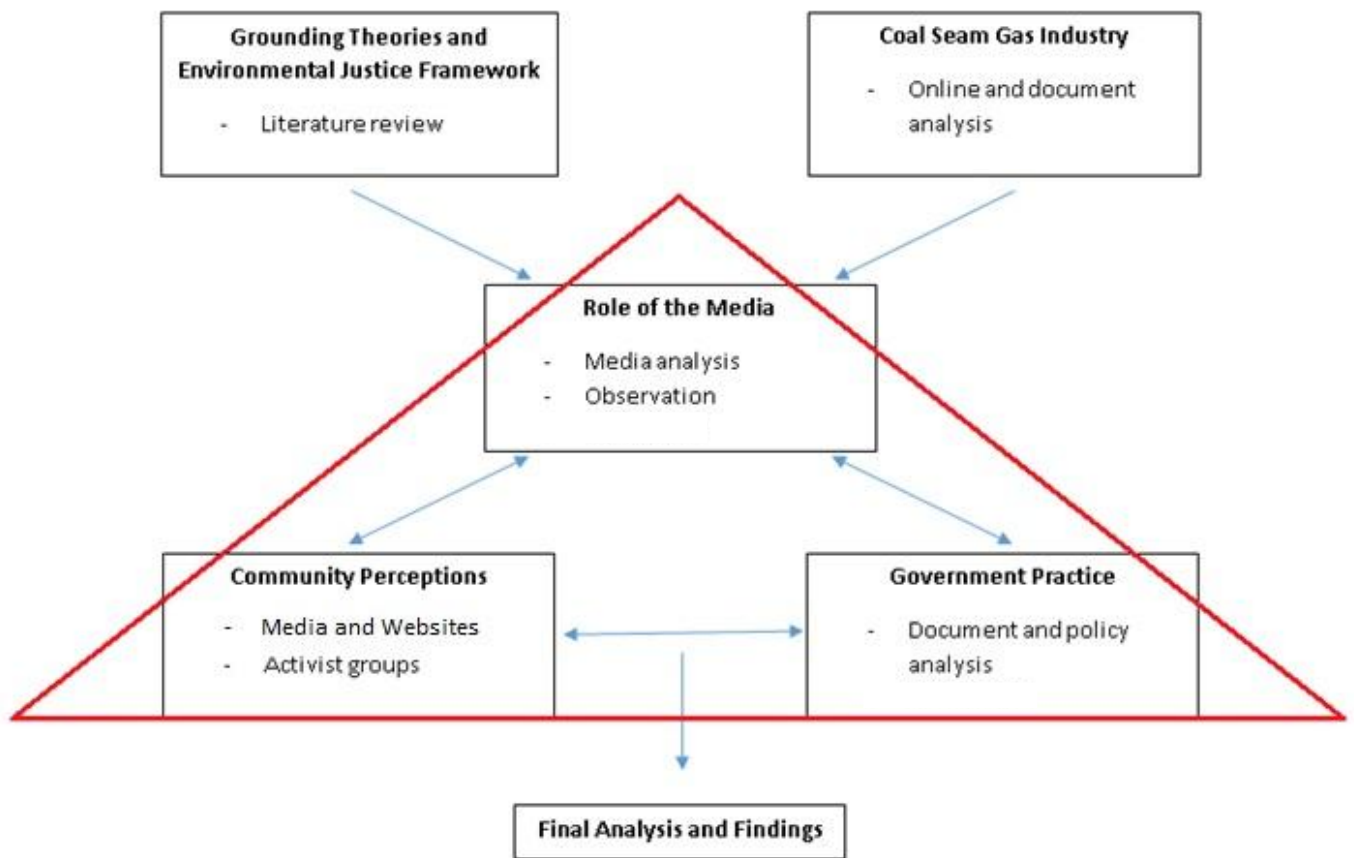 Grounding Theories and
Environmental Justice Framework
- Literature review
Coal Seam Gas Industry
- Online and document
analysis
Role of the Media
- Media analysis
- Observation
Community Perceptions
- Media and Websites
- Activist groups
Government Practice
- Document and policy
analysis
Final Analysis and Findings